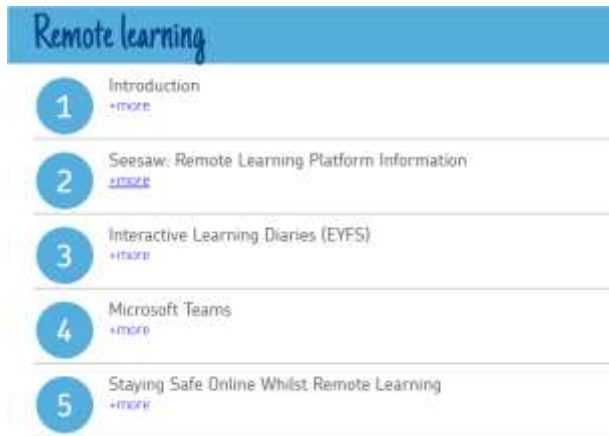 Remote learning
1
Introduction
+more
2
Seesaw: Remote Learning Platform Information
+more
3
Interactive Learning Diaries (EYFS)
+more
4
Microsoft Teams
+more
5
Staying Safe Online Whilst Remote Learning
+more